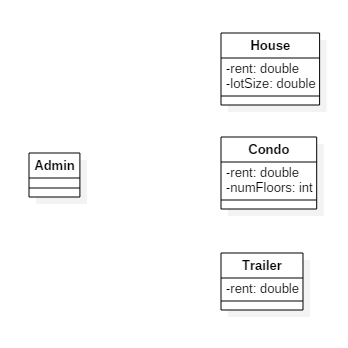 House
-rent: double
-lotSize: double
Condo
-rent: double
-numFloors: int
Admin
Trailer
-rent: double